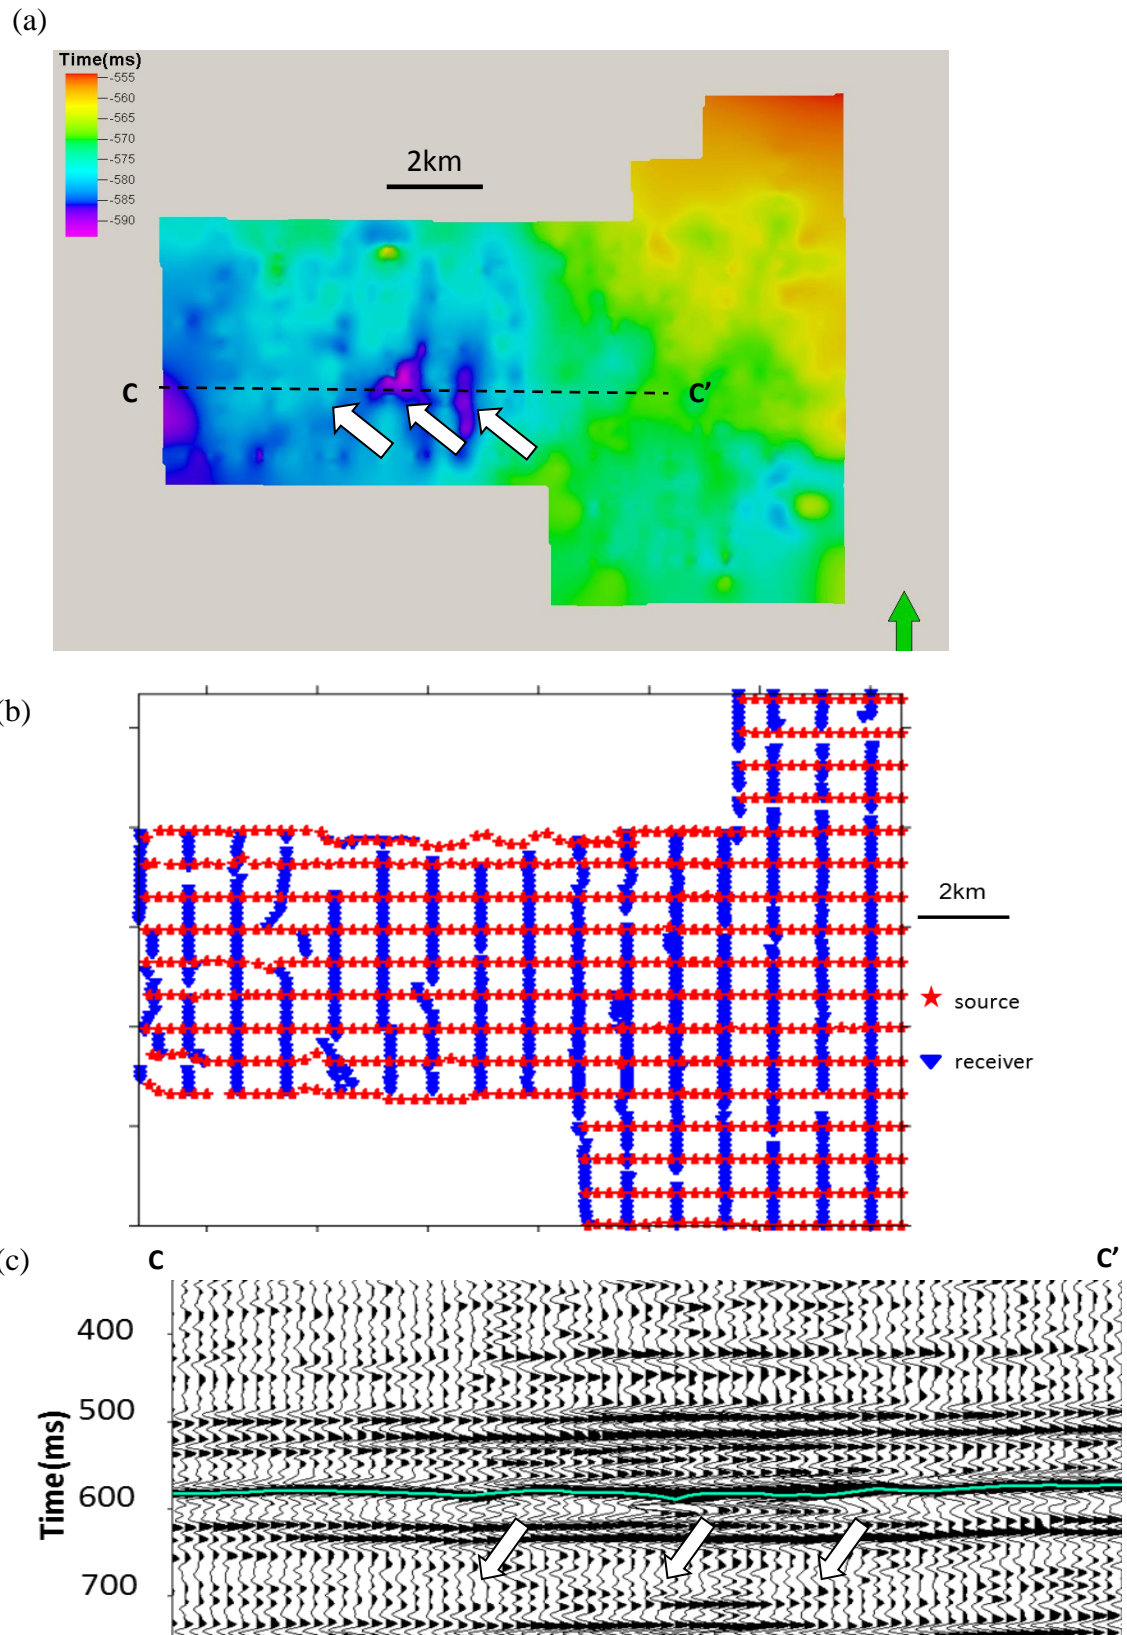 (a)
Time(ms)
-555
-560
-565
-570
-575
-580
-585
-590
2km
C
C’
(b)
2km
source
receiver
(c)
C
C’
400
500
600
700
Time(ms)